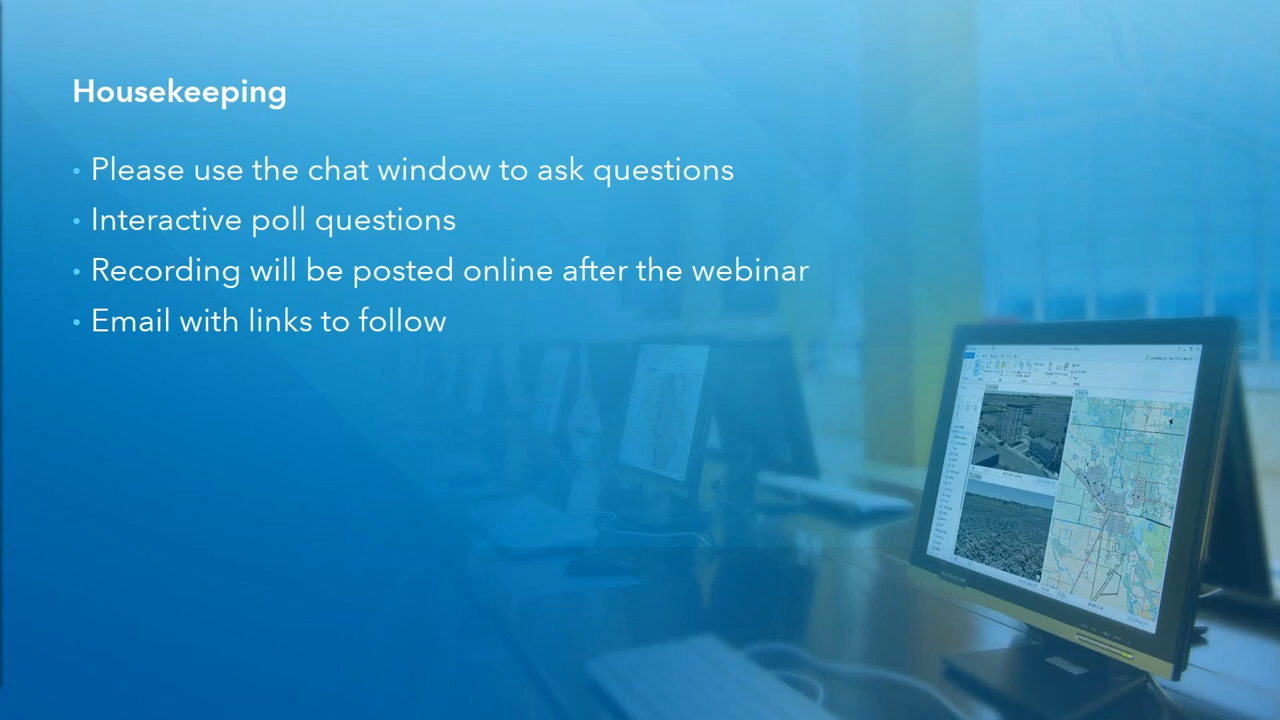 Housekeeping
• Please use the chat window to ask questions
• Interactive poll questions
• Recording will be posted online after the webinar
• Email with links to follow